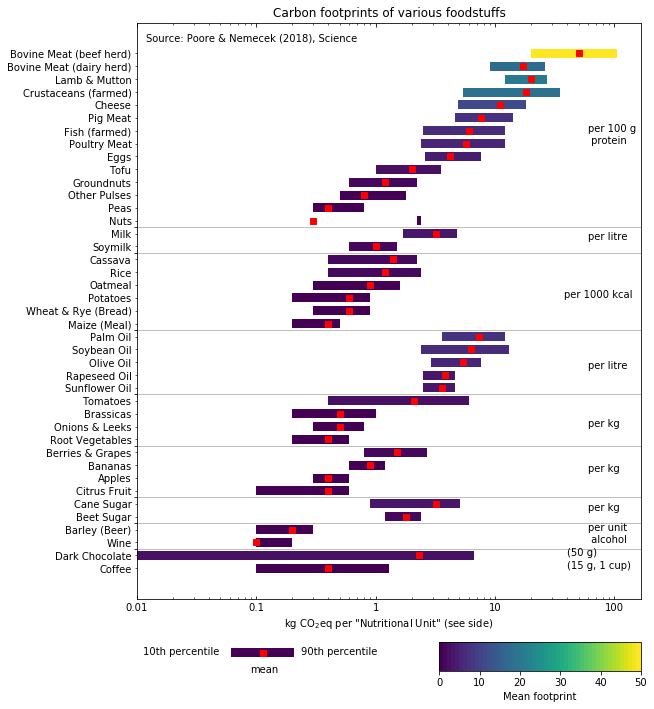 Carbon footprints of various foodstuffs
Source: Poore & Nemecek (2018), Science
Bovine Meat (beef herd)
Bovine Meat (dairy herd)
Lamb & Mutton
Crustaceans (farmed)
Cheese
Pig Meat
Fish (farmed)
per 100 g
Poultry Meat
protein
Eggs
Tofu
Groundnuts
Other Pulses
Peas
Nuts
Milk
per litre
Soymilk
Cassava
Rice
Oatmeal
Potatoes
per 1000 kcal
Wheat & Rye (Bread)
Maize (Meal)
Palm Oil
Soybean Oil
Olive Oil
per litre
Rapeseed Oil
Sunflower Oil
Tomatoes
Brassicas
Onions & Leeks
per kg
Root Vegetables
Berries & Grapes
Bananas
per kg
Apples
Citrus Fruit
Cane Sugar
per kg
Beet Sugar
Barley (Beer)
per unit
Wine
alcohol
Dark Chocolate
(50 g)
Coffee
(15 g, 1 cup)
0.01 0.1 1 10 100
kg CO₂eq per "Nutritional Unit" (see side)
10th percentile 90th percentile
mean
0 10 20 30 40 50
Mean footprint